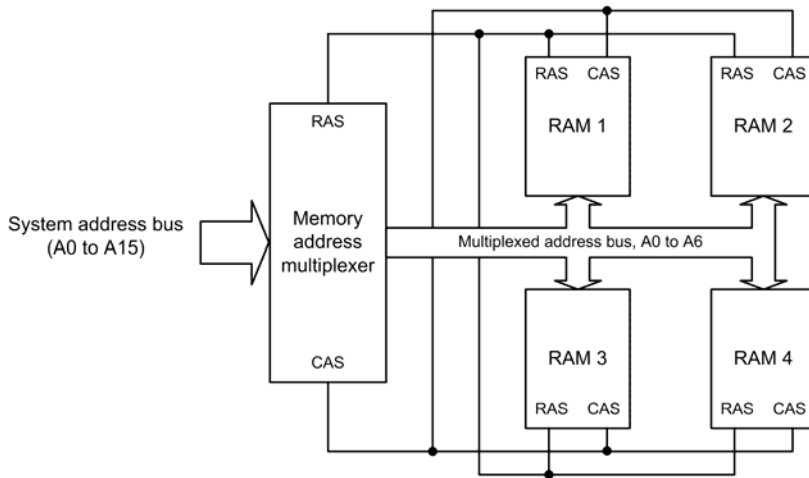 RAS CAS
RAM 1
RAS CAS
RAM 2
RAS
System address bus
(A0 to A15)
Memory
address
multiplexer
Multiplexed address bus, A0 to A6
CAS
RAM 3
RAS CAS
RAM 4
RAS CAS